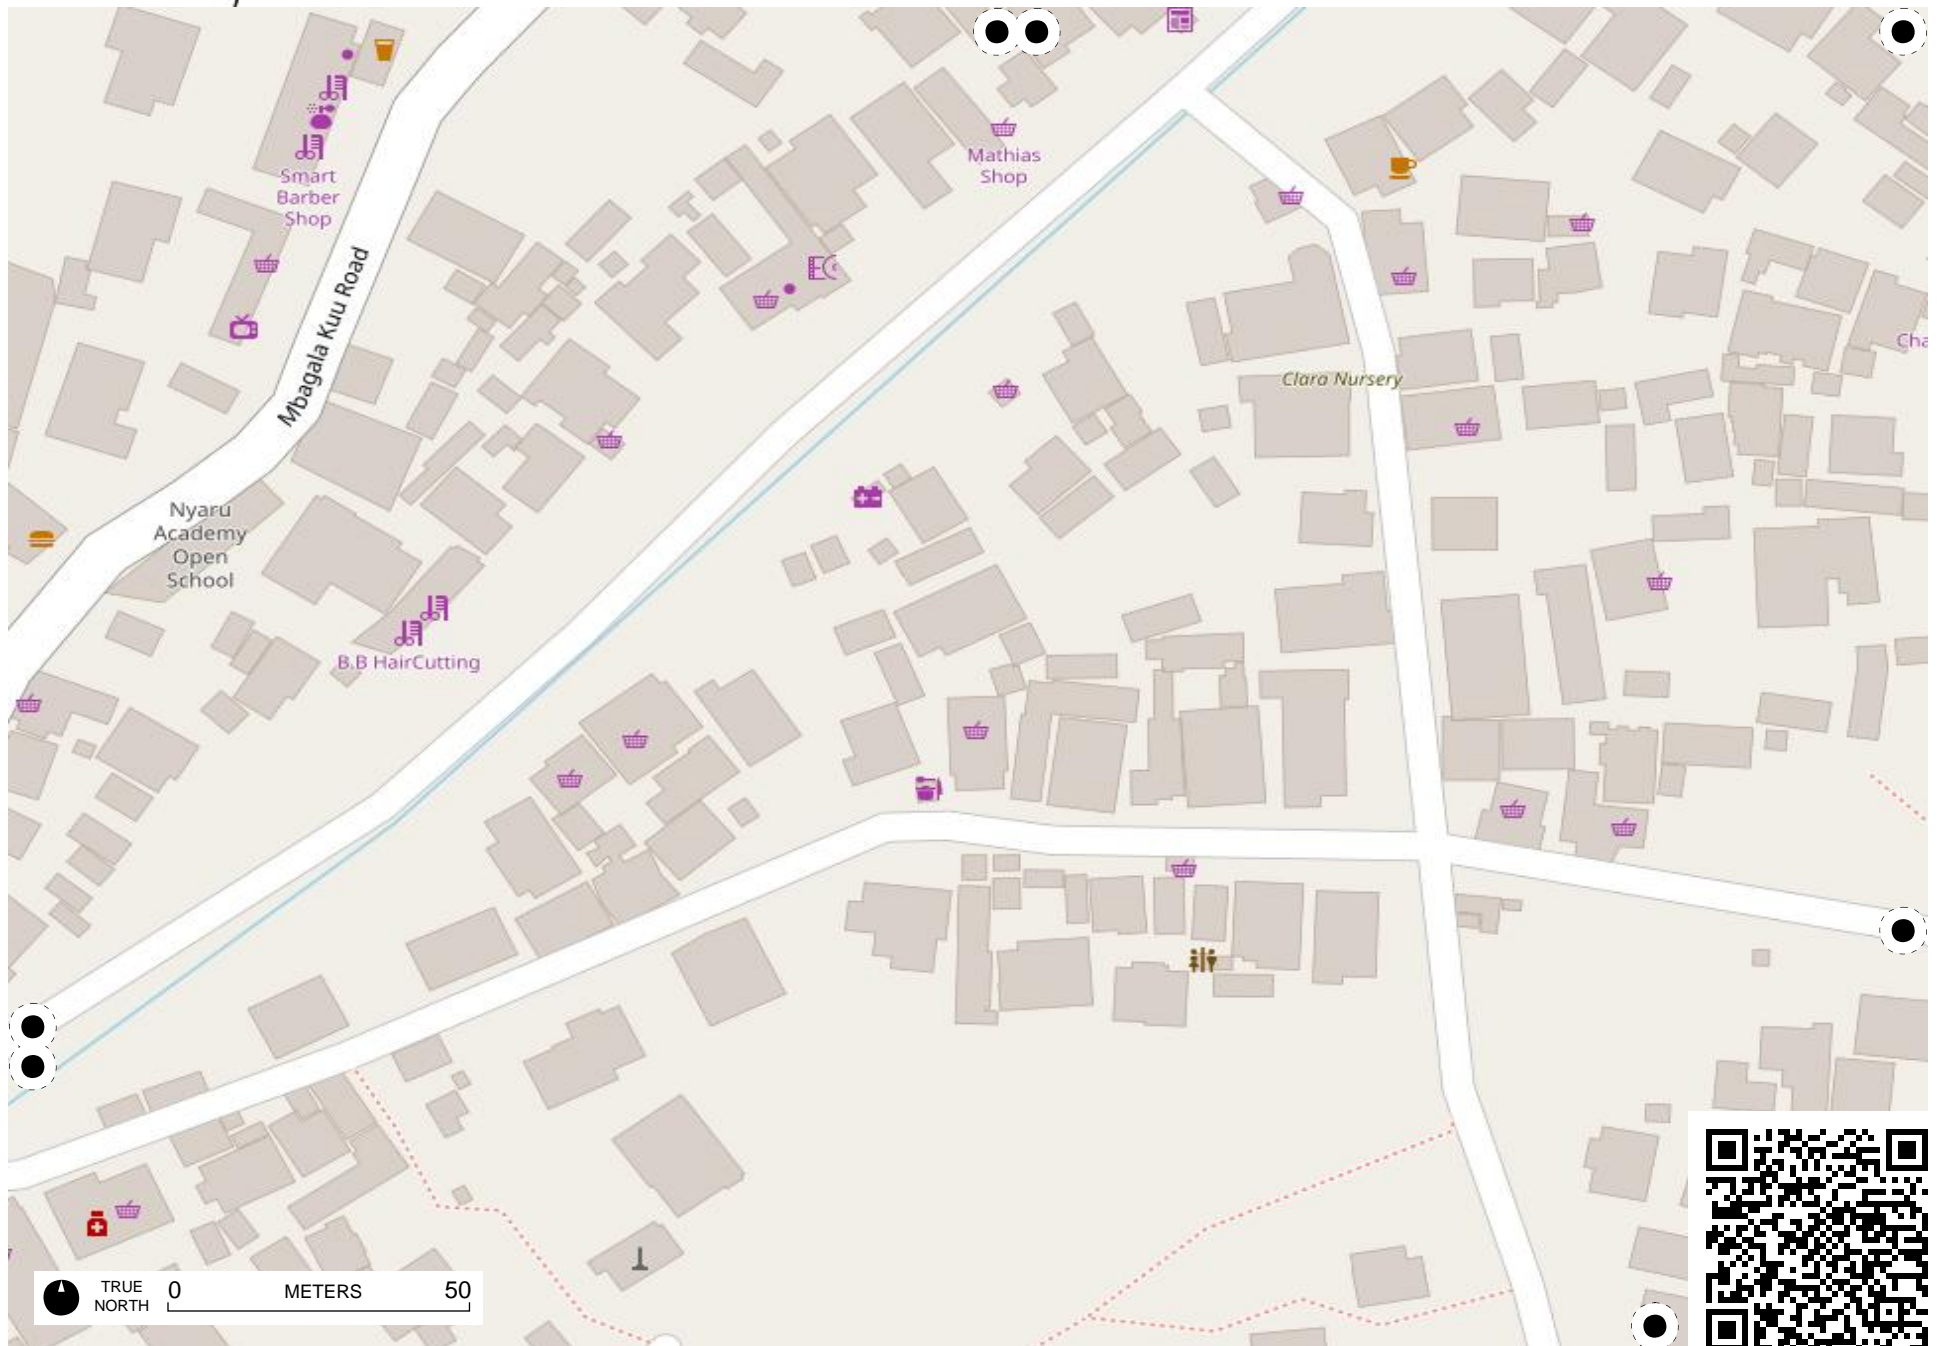 Mathias
Shop
Smart
Barber
Shop
Mbagala Kuu Road
Cha
Clara Nursery
Nyaru
Academy
Open
School
B.B HairCutting
TRUE
NORTH
0 METERS 50